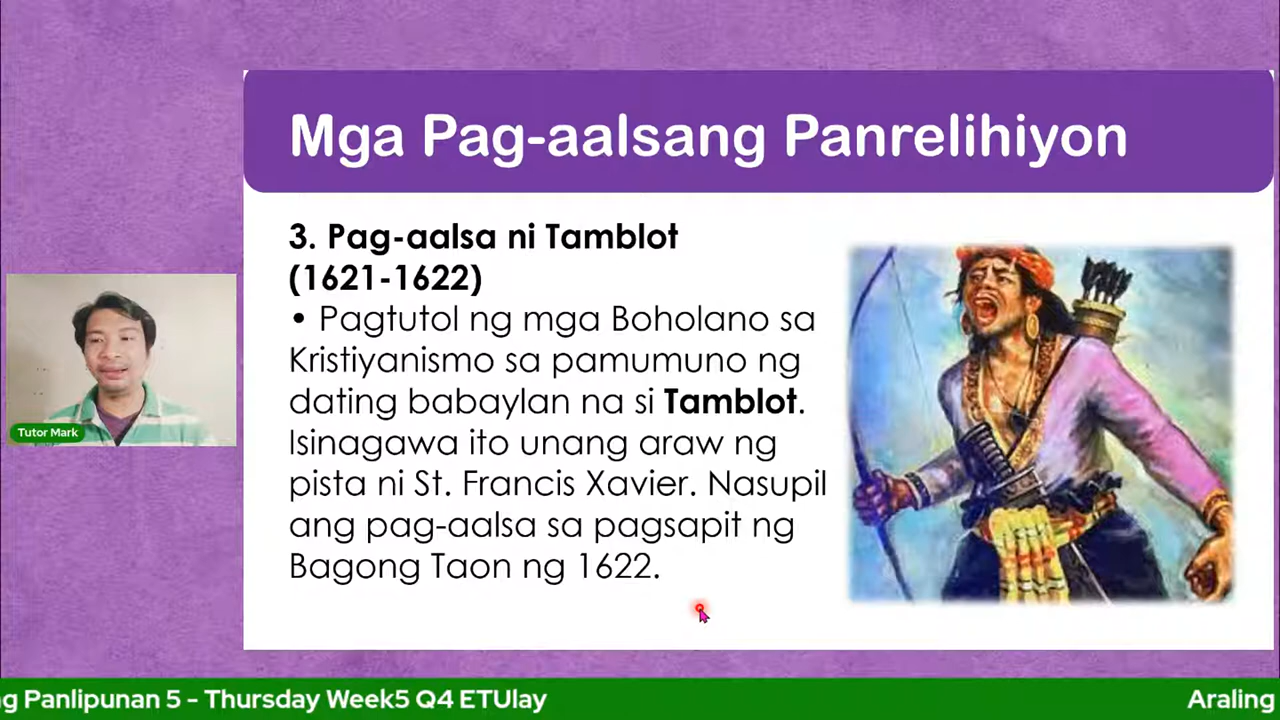 Mga Pag-aalsang Panrelihiyon
3. Pag-aalsa ni Tamblot
(1621-1622)
• Pagtutol ng mga Boholano sa
Kristiyanismo sa pamumuno ng
dating babaylan na si Tamblot.
Isinagawa ito unang araw ng
pista ni St. Francis Xavier. Nasupil
ang pag-aalsa sa pagsapit ng
Bagong Taon ng 1622.
Tutor Mark
g Panlipunan 5 - Thursday Week5 Q4 ETUlay
Araling